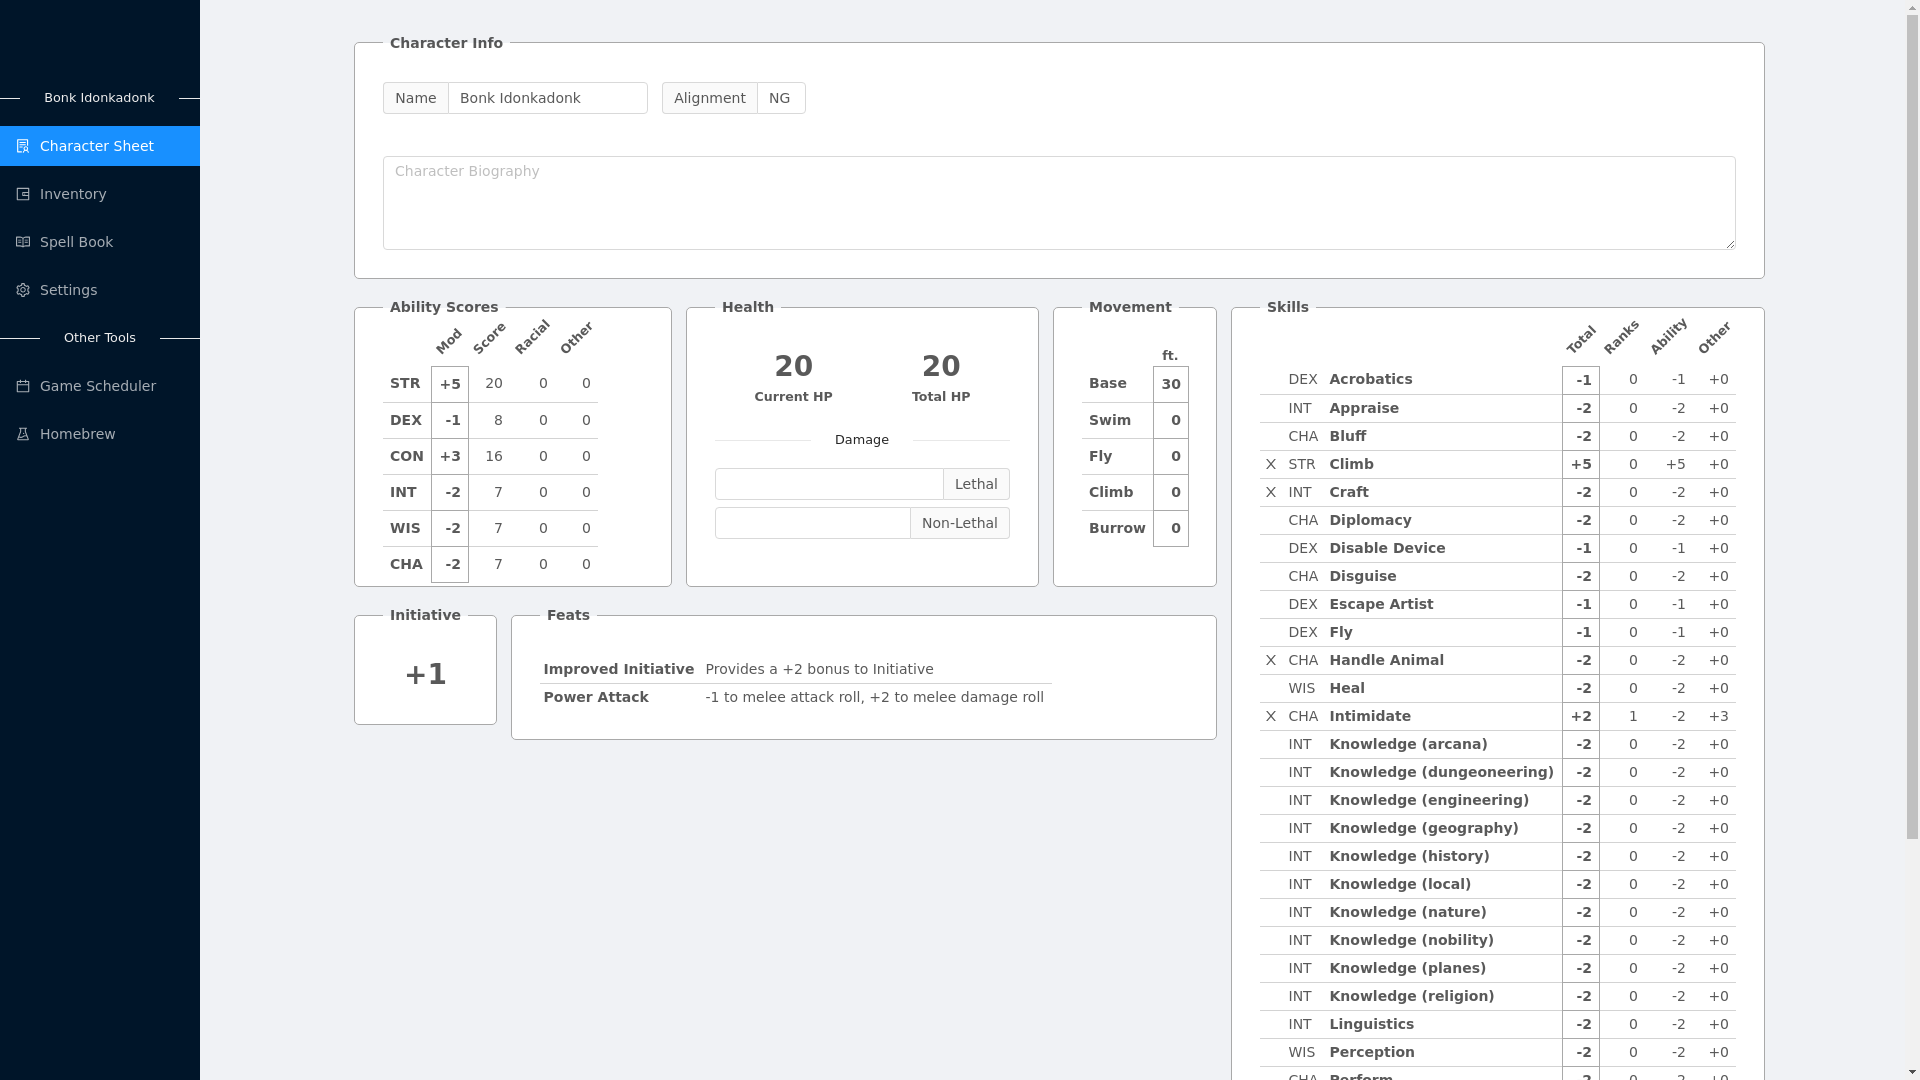 Bonk Idonkadonk
Character Sheet
Inventory
Spell Book
Settings
Other Tools
Game Scheduler
Homebrew
Character Info
Name Bonk Idonkadonk Alignment NG
Character Biography
Ability Scores
Mod Score Racial Other
STR +5 20 0 0
DEX -1 8 0 0
CON +3 16 0 0
INT -2 7 0 0
WIS -2 7 0 0
CHA -2 7 0 0
Health
20 20
Current HP Total HP
Damage
Lethal
Non-Lethal
Movement
ft.
Base 30
Swim 0
Fly 0
Climb 0
Burrow 0
Initiative
+1
Feats
Improved Initiative Provides a +2 bonus to Initiative
Power Attack -1 to melee attack roll, +2 to melee damage roll
Skills
Total Ranks Ability Other
DEX Acrobatics -1 0 -1 +0
INT Appraise -2 0 -2 +0
CHA Bluff -2 0 -2 +0
X STR Climb +5 0 +5 +0
X INT Craft -2 0 -2 +0
CHA Diplomacy -2 0 -2 +0
DEX Disable Device -1 0 -1 +0
CHA Disguise -2 0 -2 +0
DEX Escape Artist -1 0 -1 +0
DEX Fly -1 0 -1 +0
X CHA Handle Animal -2 0 -2 +0
WIS Heal -2 0 -2 +0
X CHA Intimidate +2 1 -2 +3
INT Knowledge (arcana) -2 0 -2 +0
INT Knowledge (dungeoneering) -2 0 -2 +0
INT Knowledge (engineering) -2 0 -2 +0
INT Knowledge (geography) -2 0 -2 +0
INT Knowledge (history) -2 0 -2 +0
INT Knowledge (local) -2 0 -2 +0
INT Knowledge (nature) -2 0 -2 +0
INT Knowledge (nobility) -2 0 -2 +0
INT Knowledge (planes) -2 0 -2 +0
INT Knowledge (religion) -2 0 -2 +0
INT Linguistics -2 0 -2 +0
WIS Perception -2 0 -2 +0
CHA Perform -2 0 -2 +0